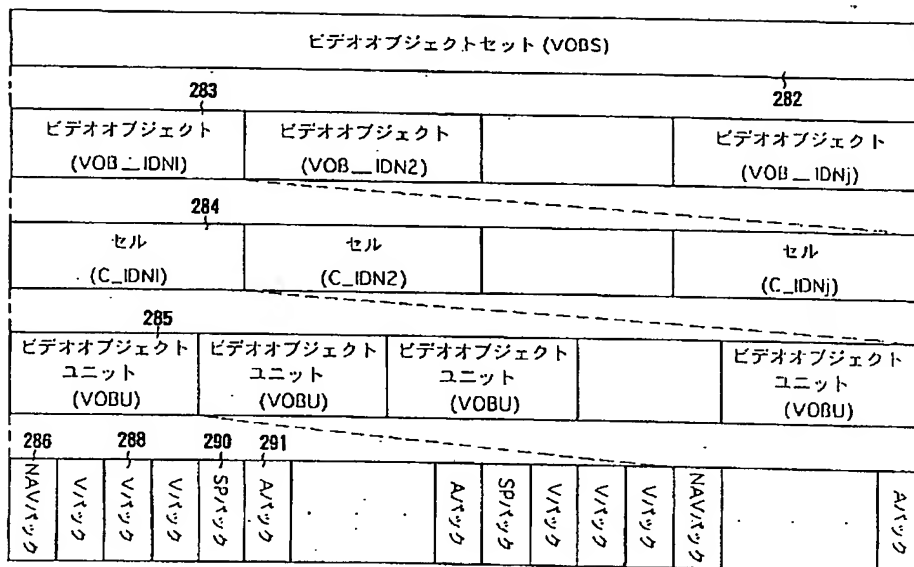 ビデオオブジェクトセット (VOBS)
283
282
ビデオオブジェクト
(VOB__IDN1)
ビデオオブジェクト
(VOB__IDN2)
ビデオオブジェクト
(VOB__IDNj)
284
セル
(C_IDN1)
セル
(C_IDN2)
セル
(C_IDNj)
285
ビデオオブジェクト
ユニット
(VOBU)
ビデオオブジェクト
ユニット
(VOBU)
ビデオオブジェクト
ユニット
(VOBU)
ビデオオブジェクト
ユニット
(VOBU)
286
288
290
291
NAVパック
Vパック
Vパック
Vパック
SPパック
Aパック
Aパック
SPパック
Vパック
Vパック
Vパック
NAVパック
Aパック